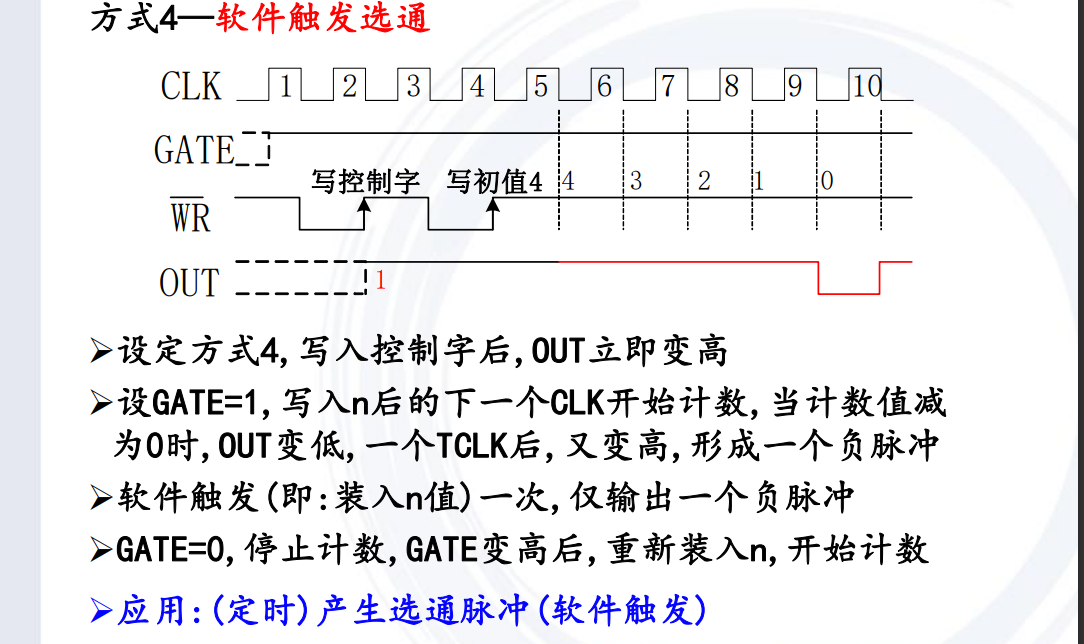 方式4—软件触发选通
CLK 1 2 3 4 5 6 7 8 9 10
GATE
写控制字 写初值4 4 3 2 1 0
WR
OUT 1
➢设定方式4,写入控制字后,OUT立即变高
➢设GATE=1,写入n后的下一个CLK开始计数,当计数值减
为0时,OUT变低,一个TCLK后,又变高,形成一个负脉冲
➢软件触发(即:装入n值)一次,仅输出一个负脉冲
➢GATE=0,停止计数,GATE变高后,重新装入n,开始计数
➢应用:(定时)产生选通脉冲(软件触发)